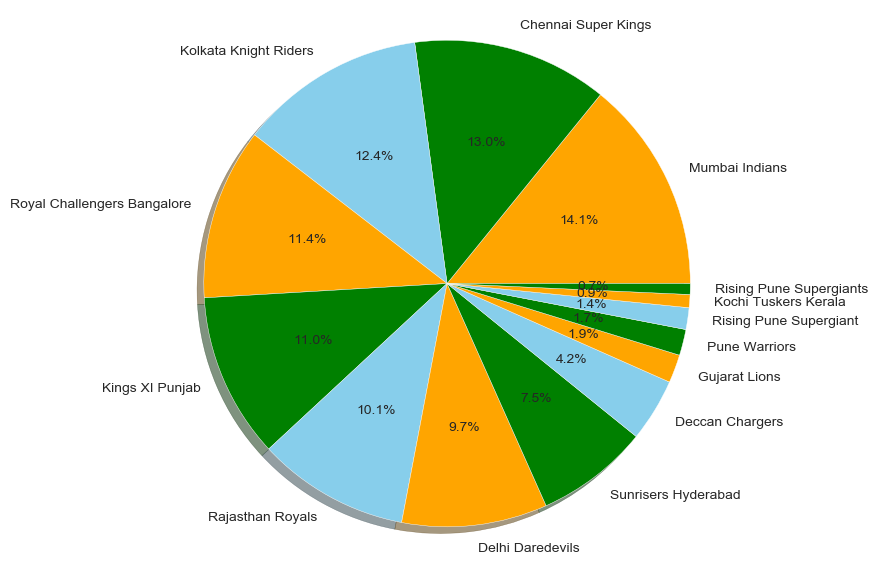 Chennai Super Kings
Kolkata Knight Riders
13.0%
12.4%
Mumbai Indians
Royal Challengers Bangalore
14.1%
11.4%
0.7%
Rising Pune Supergiants
0.9%
Kochi Tuskers Kerala
1.4%
Rising Pune Supergiant
1.7%
1.9%
Pune Warriors
11.0%
4.2%
Gujarat Lions
Kings XI Punjab
7.5%
10.1%
Deccan Chargers
9.7%
Sunrisers Hyderabad
Rajasthan Royals
Delhi Daredevils